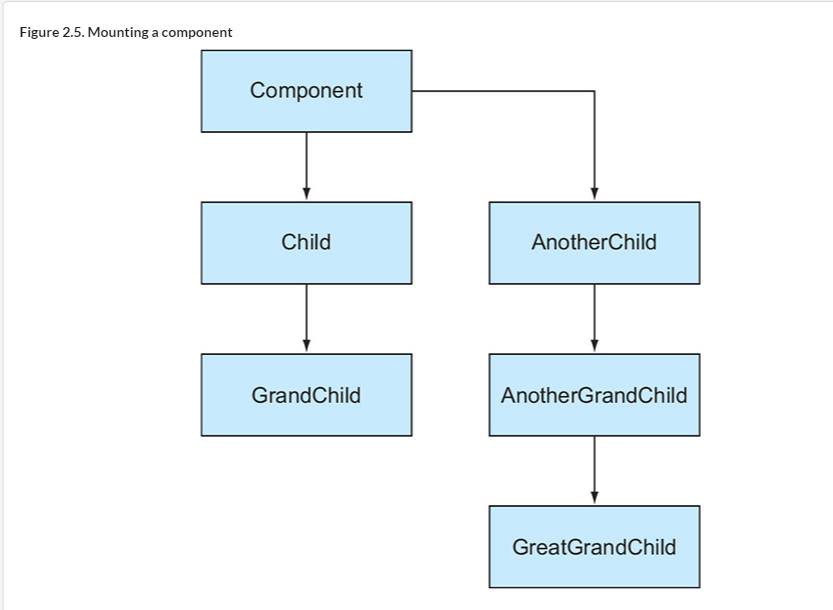 Figure 2.5. Mounting a component
Component
Child
AnotherChild
GrandChild
AnotherGrandChild
GreatGrandChild